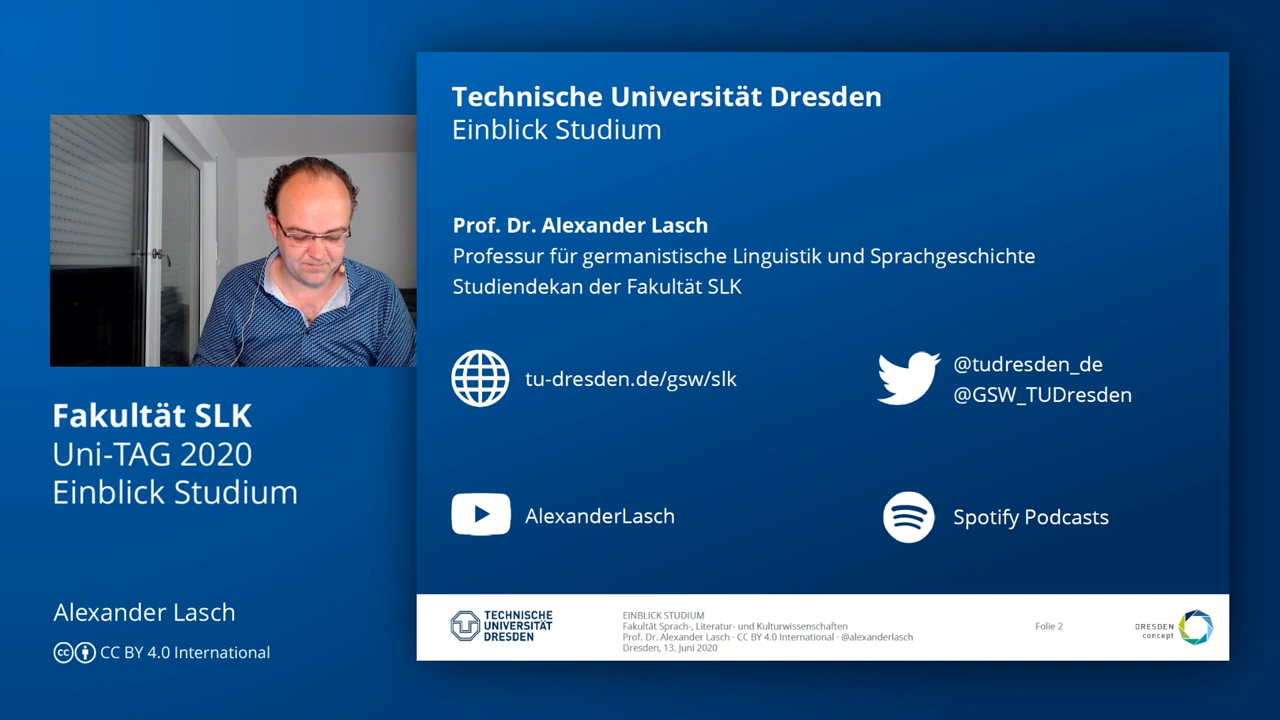 Technische Universität Dresden
Einblick Studium
Prof. Dr. Alexander Lasch
Professur für germanistische Linguistik und Sprachgeschichte
Studiendekan der Fakultät SLK
tu-dresden.de/gsw/slk
@tudresden_de
@GSW_TUDresden
AlexanderLasch
Spotify Podcasts
Fakultät SLK
Uni-TAG 2020
Einblick Studium
Alexander Lasch
CC BY 4.0 International
TECHNISCHE
UNIVERSITÄT
DRESDEN
EINBLICK STUDIUM
Fakultät Sprach-, Literatur- und Kulturwissenschaften
Prof. Dr. Alexander Lasch · CC BY 4.0 International · @alexanderlasch
Dresden, 13. Juni 2020
Folie 2
DRESDEN
concept